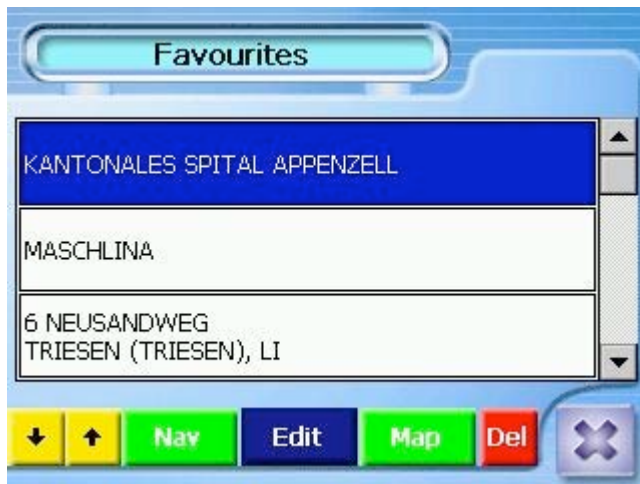 Favourites
KANTONALES SPITAL APPENZELL
MASCHLINA
6 NEUSANDWEG
TRIESEN (TRIESEN), LI
Nav Edit Map Del